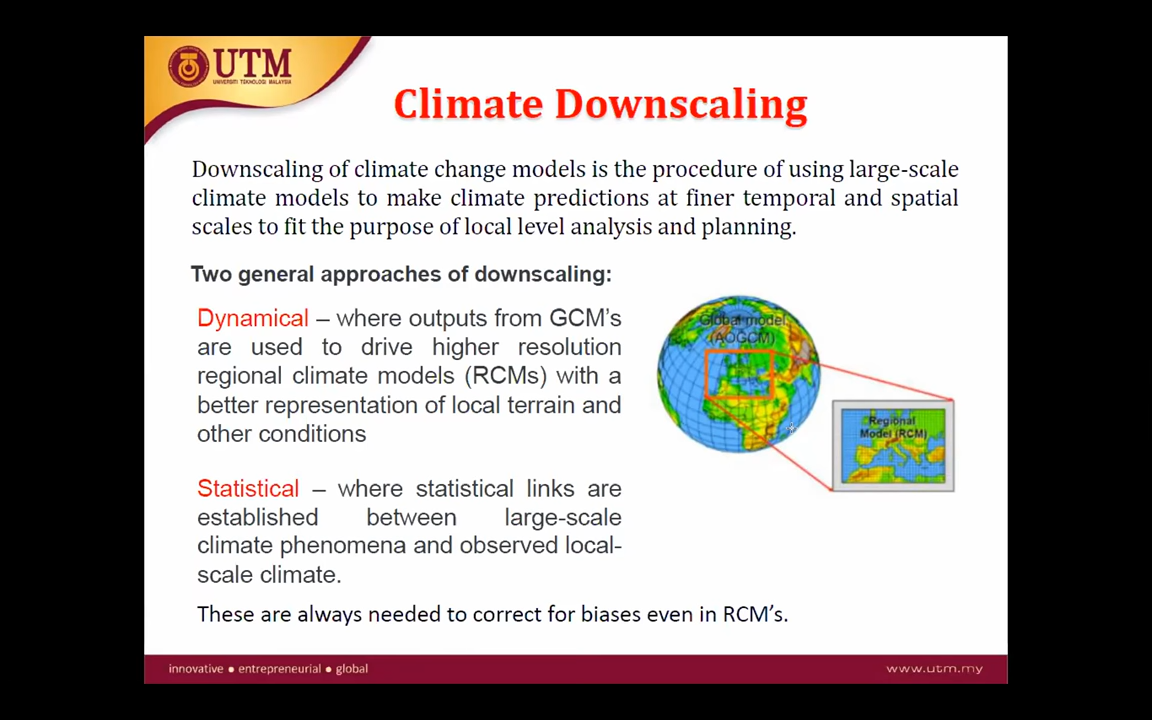 UTM
UNIVERSITI TEKNOLOGI MALAYSIA
Climate Downscaling
Downscaling of climate change models is the procedure of using large-scale
climate models to make climate predictions at finer temporal and spatial
scales to fit the purpose of local level analysis and planning.
Two general approaches of downscaling:
Dynamical – where outputs from GCM's
are used to drive higher resolution
regional climate models (RCMs) with a
better representation of local terrain and
other conditions
Statistical – where statistical links are
established between large-scale
climate phenomena and observed local-
scale climate.
These are always needed to correct for biases even in RCM's.
Global model
(AOGCM)
Regional
Model (RCM)
innovative ● entrepreneurial ● global
www.utm.my